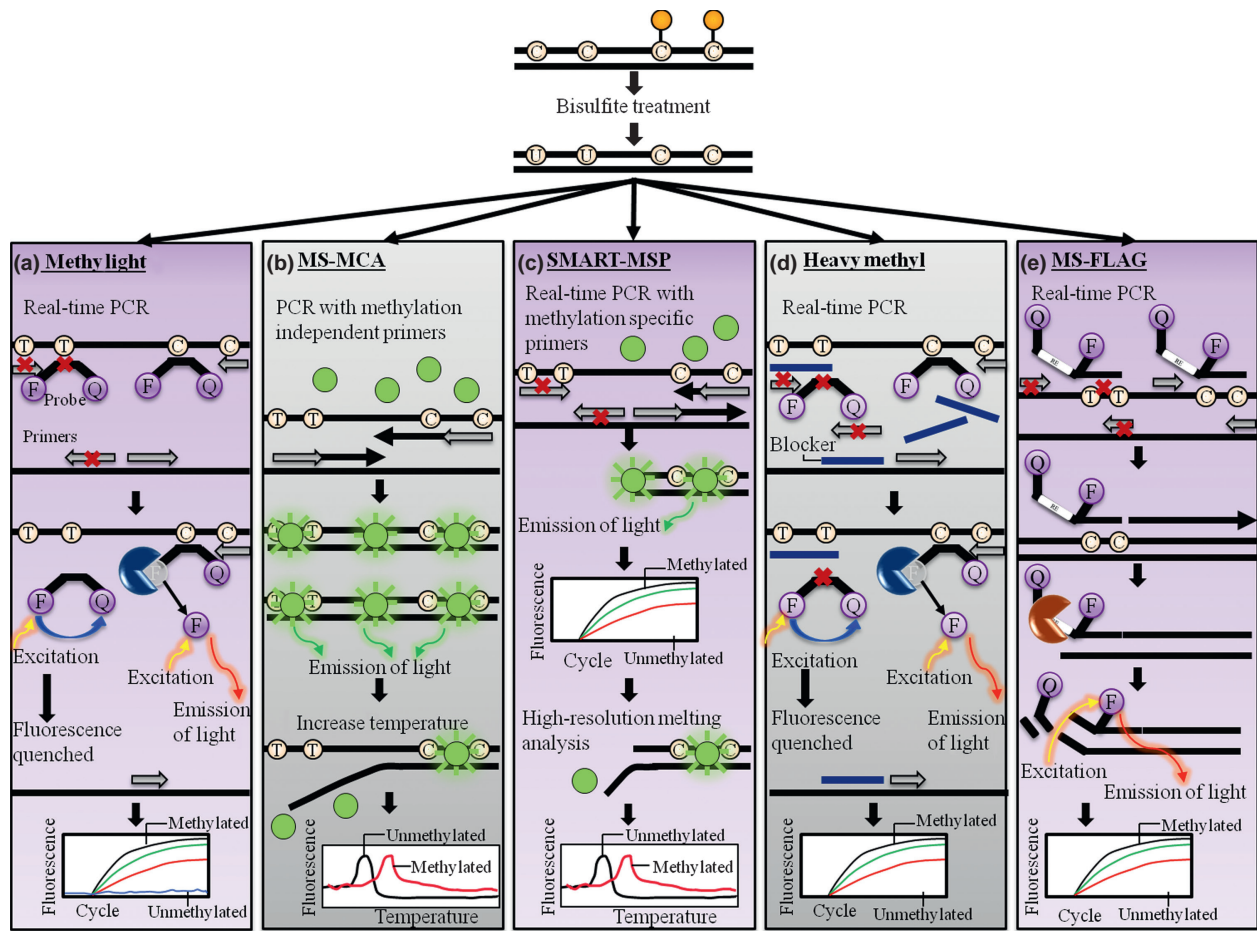 C C C C
Bisulfite treatment
U U C C
(a) Methylight
Real-time PCR
T T C C
F Q F Q
Probe
Primers
T T C C
F Q
F Q
F
Excitation
Excitation
Emission
of light
Fluorescence
quenched
Fluorescence
Methylated
Cycle
Unmethylated
(b) MS-MCA
PCR with methylation
independent primers
T T C C
T T C C
T T C C
Emission of light
Increase temperature
T T C C
Fluorescence
Unmethylated
Methylated
Temperature
(c) SMART-MSP
Real-time PCR with
methylation specific
primers
T T C C
C C
Emission of light
Fluorescence
Methylated
Cycle
Unmethylated
High-resolution melting
analysis
C C
Fluorescence
Unmethylated
Methylated
Temperature
(d) Heavy methyl
Real-time PCR
T T C C
F Q F Q
Blocker
T T C C
F Q
F Q
F
Excitation
Excitation
Fluorescence
quenched
Emission
of light
Fluorescence
Methylated
Cycle
Unmethylated
(e) MS-FLAG
Real-time PCR
Q F Q F
RE RE
T T C C
Q F
RE
C C
Q F
Q F
Excitation
Emission of light
Fluorescence
Methylated
Cycle
Unmethylated